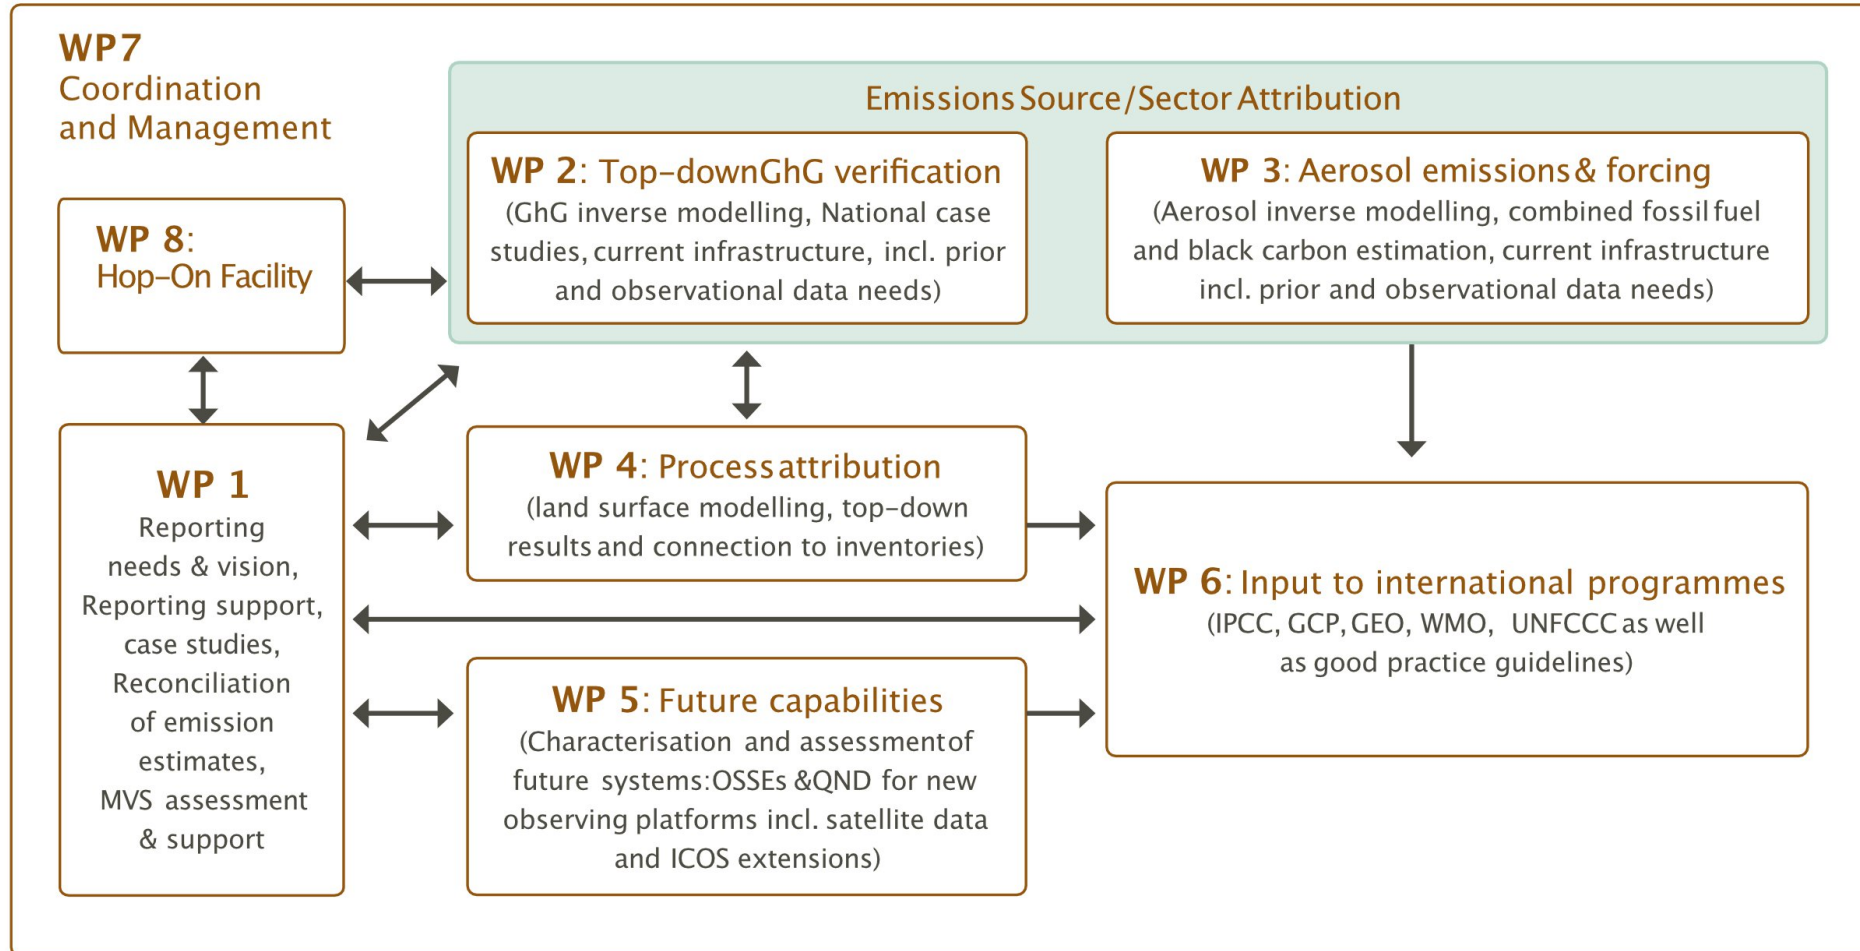 WP7
Coordination
and Management
Emissions Source/Sector Attribution
WP 2: Top-downGhG verification
(GhG inverse modelling, National case
studies, current infrastructure, incl. prior
and observational data needs)
WP 3: Aerosol emissions & forcing
(Aerosol inverse modelling, combined fossil fuel
and black carbon estimation, current infrastructure
incl. prior and observational data needs)
WP 8:
Hop-On Facility
WP 1
Reporting
needs & vision,
Reporting support,
case studies,
Reconciliation
of emission
estimates,
MVS assessment
& support
WP 4: Process attribution
(land surface modelling, top-down
results and connection to inventories)
WP 5: Future capabilities
(Characterisation and assessment of
future systems: OSSEs & QND for new
observing platforms incl. satellite data
and ICOS extensions)
WP 6: Input to international programmes
(IPCC, GCP, GEO, WMO, UNFCCC as well
as good practice guidelines)